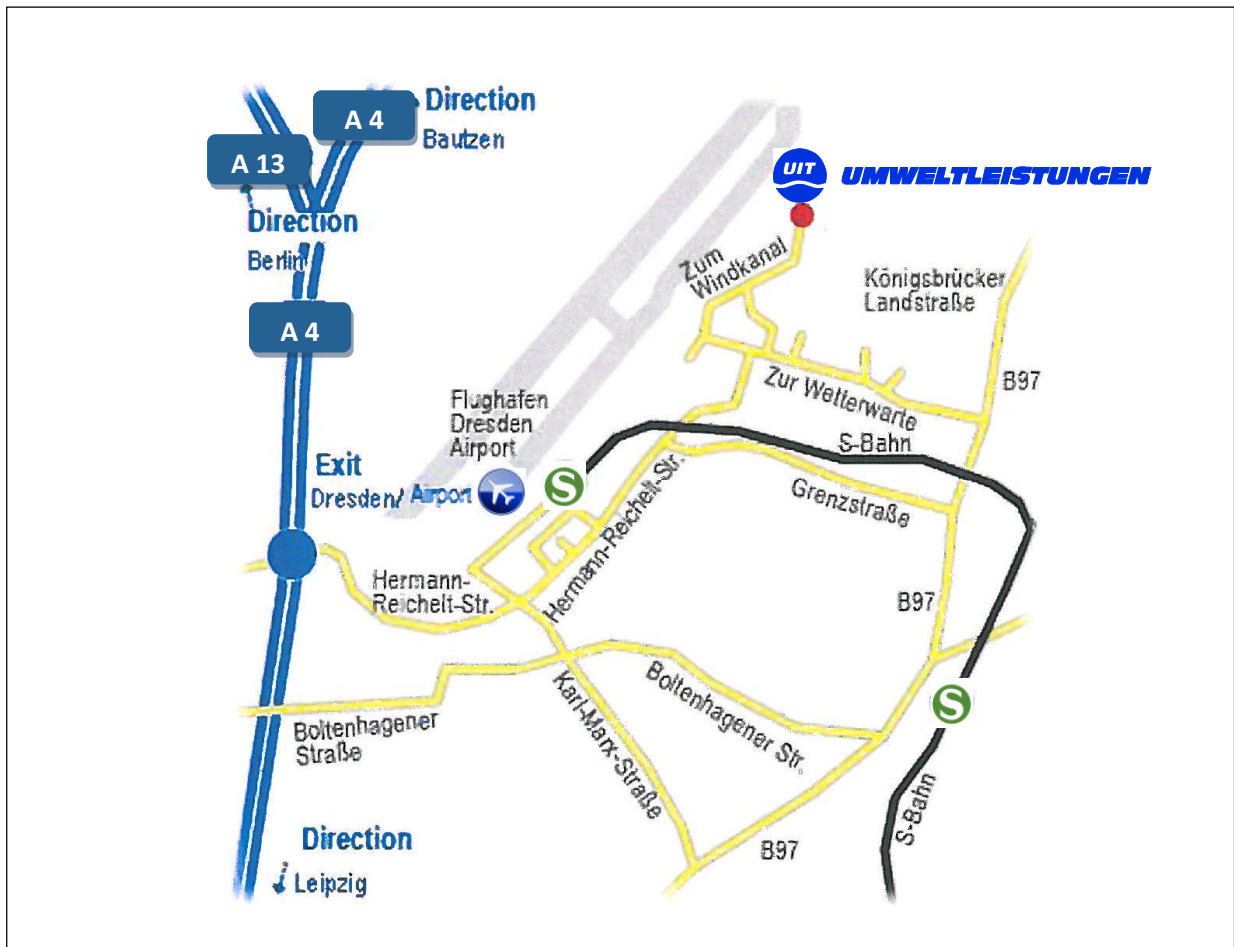 A 4
Direction
Bautzen
A 13
Direction
Berlin
A 4
UIT UMWELTLEISTUNGEN
Zum
Windkanal
Königsbrücker
Landstraße
B97
Zur Wetterwarte
Flughafen
Dresden
Airport
S-Bahn
Exit
Dresden/ Airport
S
Grenzstraße
Hermann-Reichelt-Str.
Hermann-
Reichelt-Str.
B97
Boltenhagener Str.
S
Karl-Marx-Straße
Boltenhagener
Straße
S-Bahn
B97
Direction
Leipzig